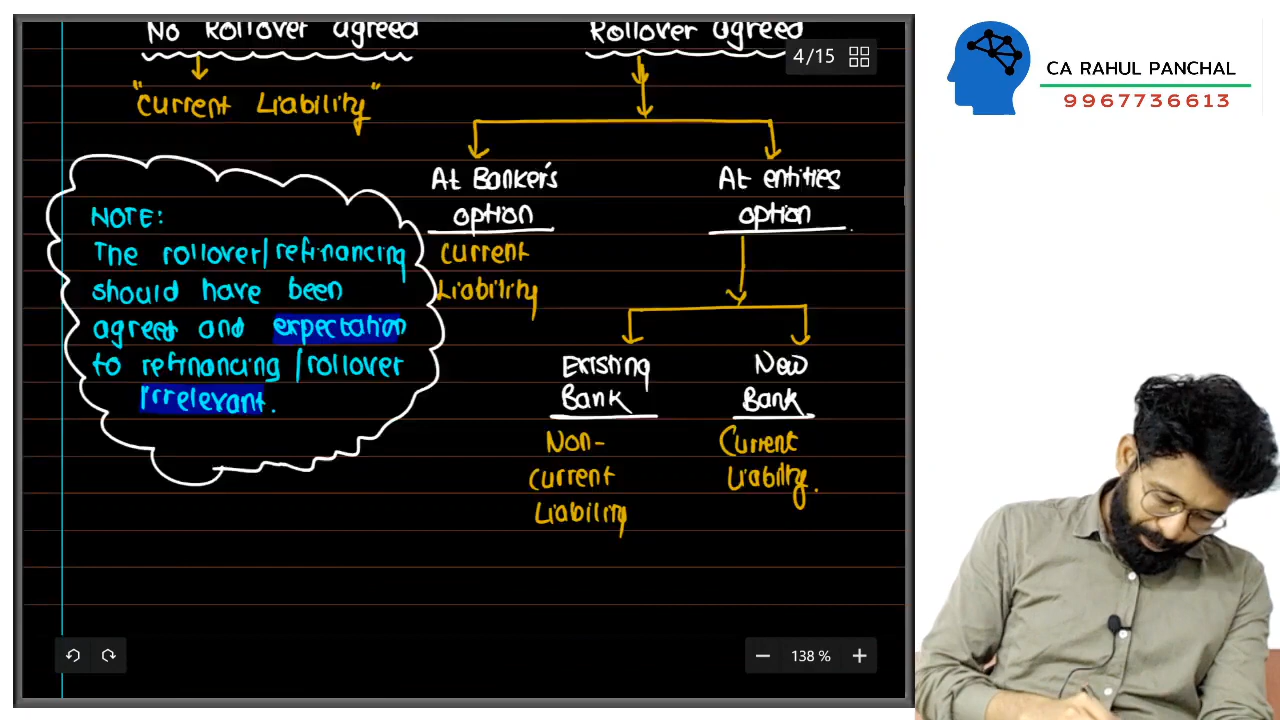 No Rollover agreed
Rollover agreed
4/15
"Current Liability"
At Banker's
option
Current
Liability
At entities
option
NOTE:
The rollover/refinancing
should have been
agreed and expectation
to refinancing/rollover
irrelevant.
Existing
Bank
Non-
Current
Liability
New
Bank
Current
Liability.
138 %
CA RAHUL PANCHAL
9967736613